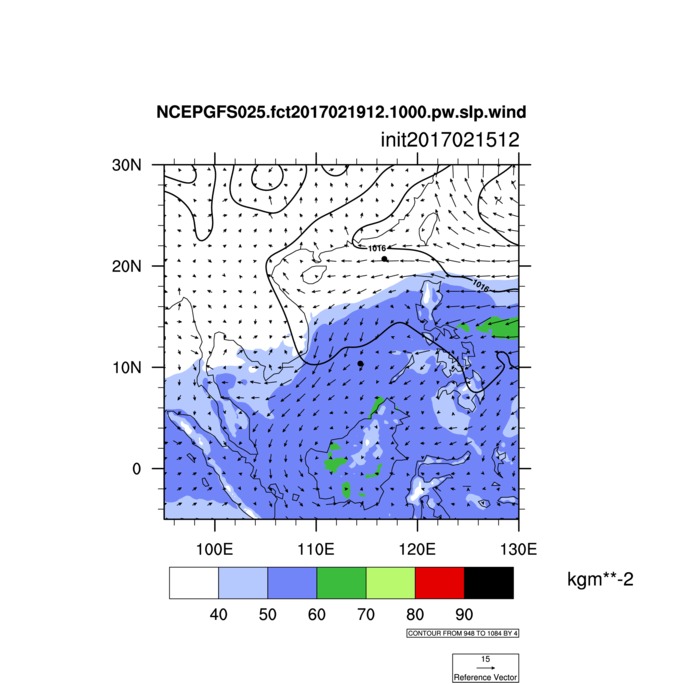 NCEPGFS025.fct2017021912.1000.pw.slp.wind
init2017021512
30N
1016
20N
1016
10N
0
100E 110E 120E 130E
kgm**-2
40 50 60 70 80 90
CONTOUR FROM 948 TO 1084 BY 4
15
Reference Vector